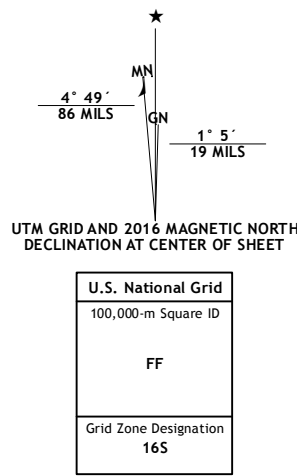 ★
MN
4° 49´
86 MILS
GN
1° 5´
19 MILS
UTM GRID AND 2016 MAGNETIC NORTH
DECLINATION AT CENTER OF SHEET
U.S. National Grid
100,000-m Square ID
FF
Grid Zone Designation
16S